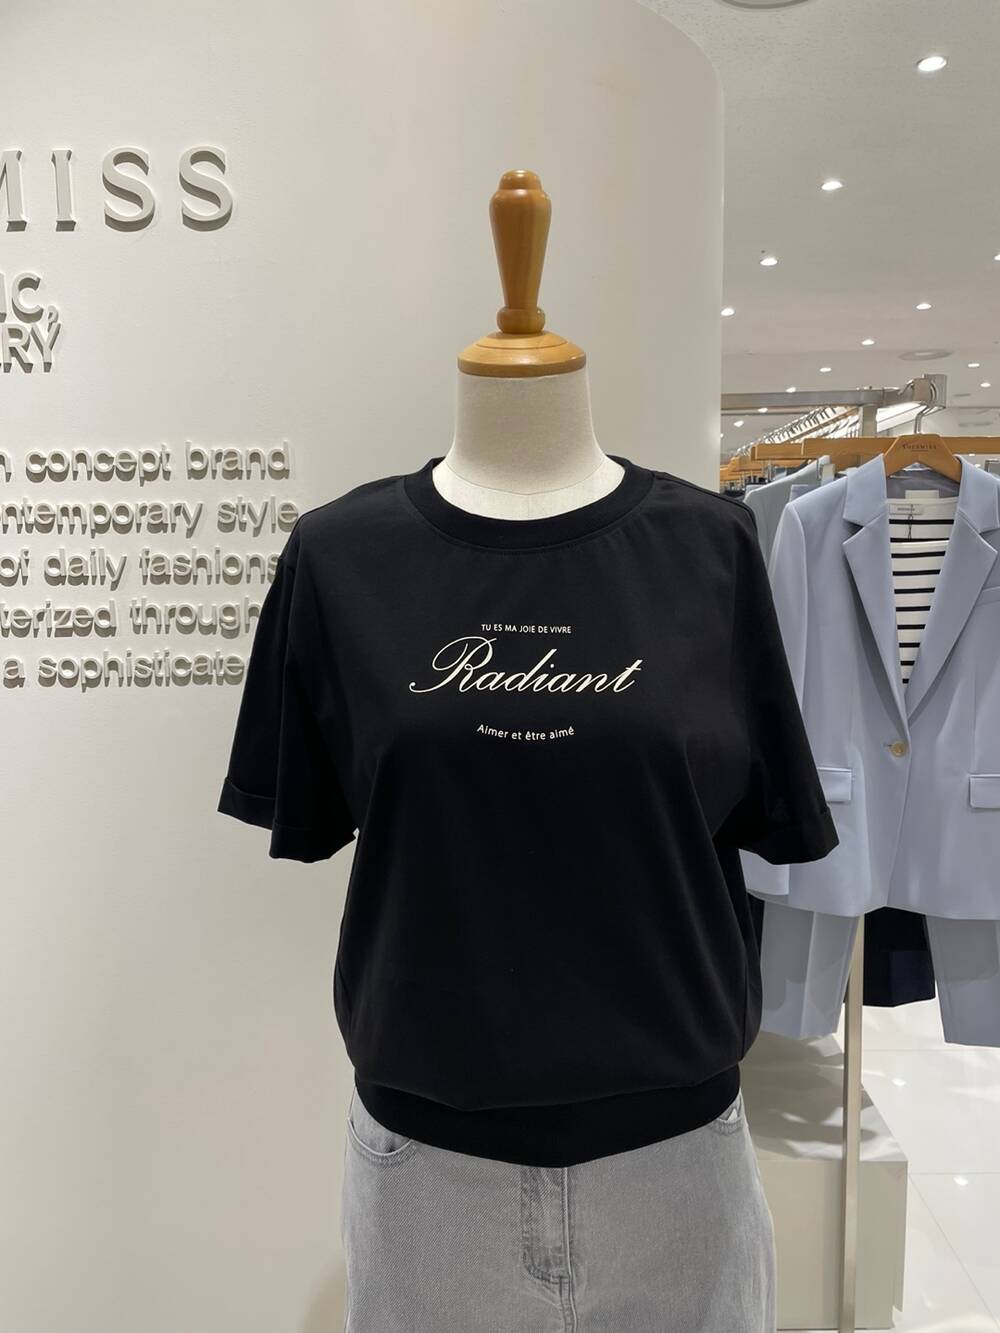 MISS
IC,
RY
concept brand
ntemporary style
of daily fashions
terized through
a sophisticate
TU ES MA JOIE DE VIVRE
Radiant
Aimer et être aimé